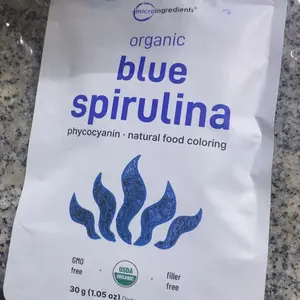 microingredients®
organic
blue
spirulina
phycocyanin · natural food coloring
GMO free · USDA ORGANIC · filler free
30 g (1.05 oz)